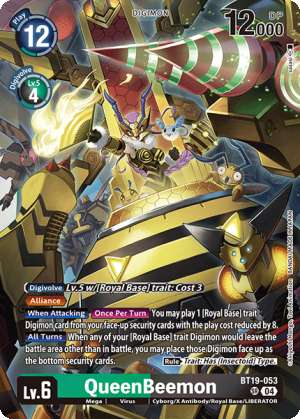 Play
12
DIGIMON
DP
12000
Digivolve
Lv.5
4
Digivolve Lv.5 w/[Royal Base] trait: Cost 3
Alliance
When Attacking Once Per Turn You may play 1 [Royal Base] trait
Digimon card from your face-up security cards with the play cost reduced by 8.
All Turns When any of your [Royal Base] trait Digimon would leave the
battle area other than in battle, you may place those Digimon face up as
the bottom security cards.
Rule Trait: Has [Insectoid] Type.
Lv.6
QueenBeemon
BT19-053
04
Mega
Virus
Cyborg/X Antibody/Royal Base/LIBERATOR